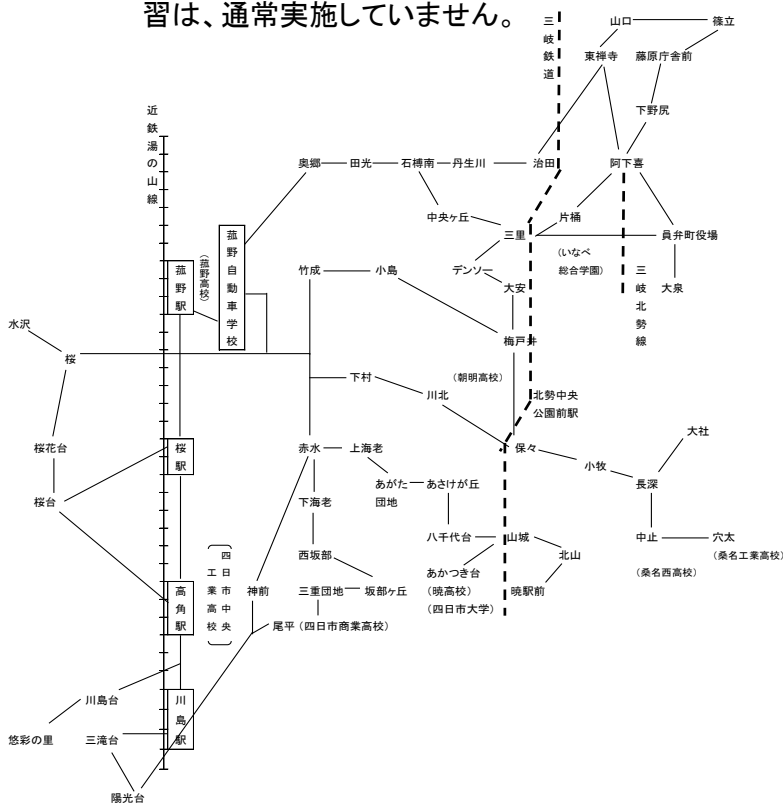 習は、通常実施していません。
三岐鉄道
山口
篠立
東禅寺
藤原庁舎前
近鉄湯の山線
下野尻
奥郷
田光
石榑南
丹生川
治田
阿下喜
中央ヶ丘
片樋
三里
員弁町役場
菰野自動車学校
(菰野高校)
菰野駅
(いなべ
総合学園)
三岐北勢線
竹成
小島
デンソー
大安
大泉
水沢
梅戸井
桜
下村
(朝明高校)
川北
北勢中央
公園前駅
大社
桜花台
桜駅
赤水
上海老
保々
小牧
長深
あがた
団地
あさけが丘
桜台
下海老
八千代台
山城
中止
穴太
(桑名工業高校)
(桑名西高校)
西坂部
北山
四日市中央
工業高校
あかつき台
(暁高校)
(四日市大学)
高角駅
神前
三重団地
坂部ヶ丘
暁駅前
尾平(四日市商業高校)
川島台
川島駅
悠彩の里
三滝台
陽光台